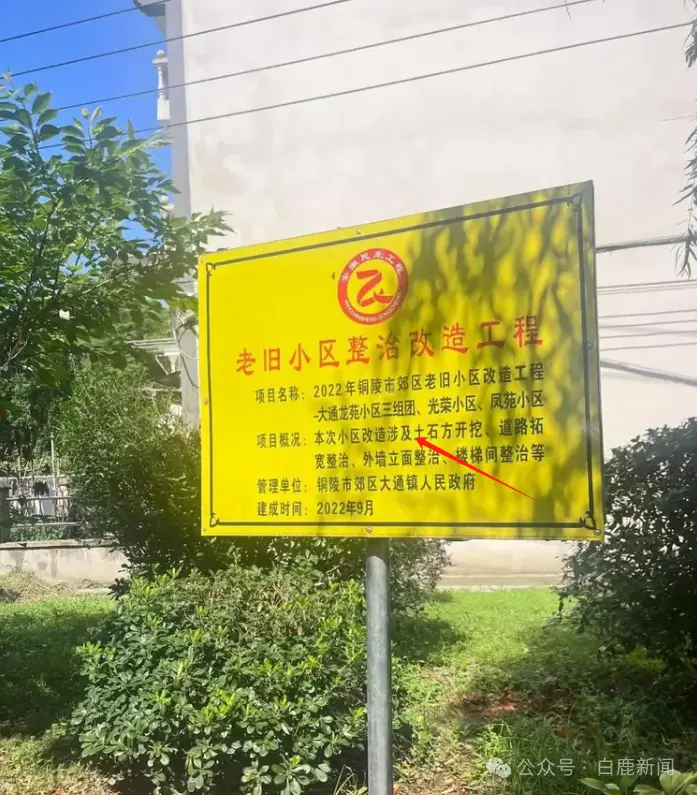 安徽民生工程
老旧小区整治改造工程
项目名称：2022年铜陵市郊区老旧小区改造工程
-大通龙苑小区三组团、光荣小区、凤苑小区
项目概况：本次小区改造涉及土石方开挖、道路拓
宽整治、外墙立面整治、楼梯间整治等
管理单位：铜陵市郊区大通镇人民政府
建成时间：2022年9月
公众号：白鹿新闻